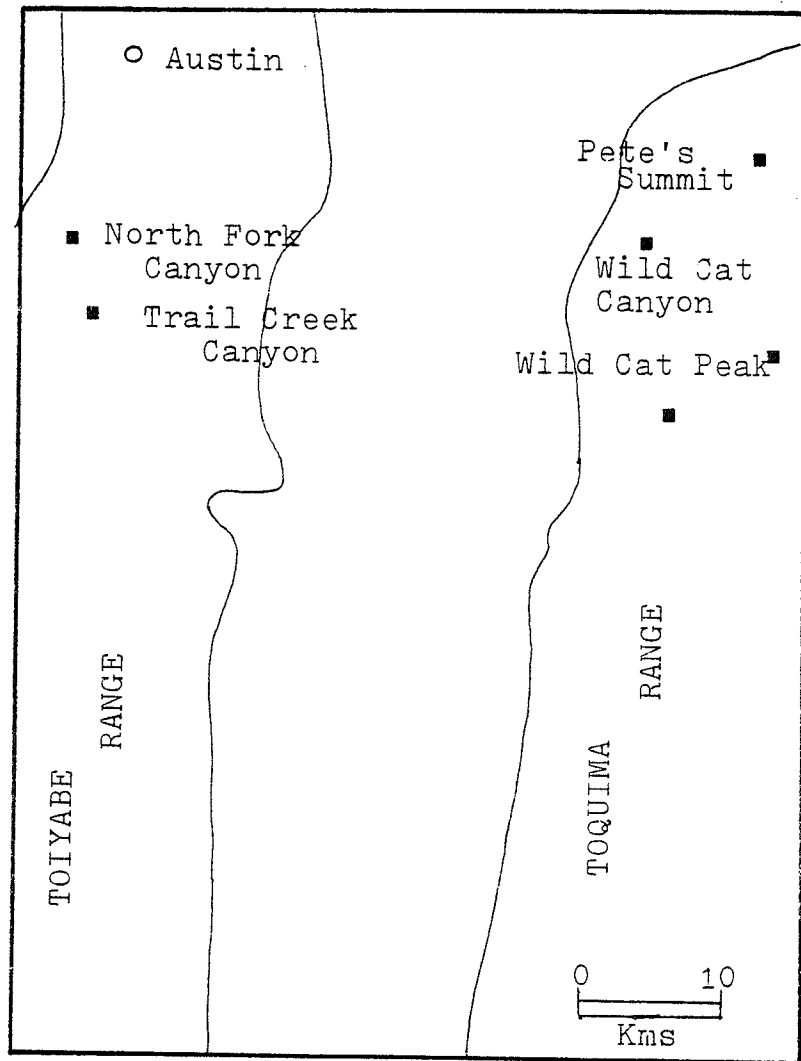 Austin
Pete's
Summit
North Fork
Canyon
Wild Cat
Canyon
Trail Creek
Canyon
Wild Cat Peak
TOIYABE
RANGE
TOQUIMA
RANGE
0 10
Kms